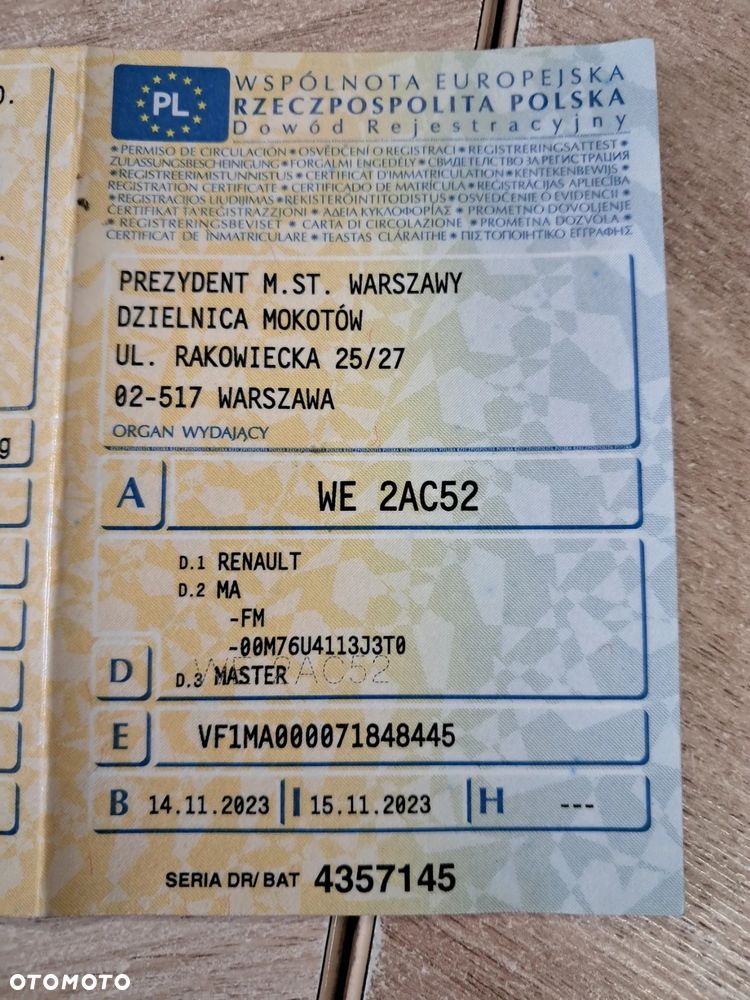 PL
WSPÓLNOTA EUROPEJSKA
RZECZPOSPOLITA POLSKA
Dowód Rejestracyjny
* PERMISO DE CIRCULACIÓN * OSVĚDČENÍ O REGISTRACI * REGISTRERINGSATTEST *
ZULASSUNGSBESCHEINIGUNG * FORGALMI ENGEDÉLY * СВИДЕТЕЛСТВО ЗА РЕГИСТРАЦИЯ
* REGISTREERIMISTUNNISTUS * CERTIFICAT D'IMMATRICULATION * KENTEKENBEWIJS *
REGISTRATION CERTIFICATE * CERTIFICADO DE MATRÍCULA * REĢISTRĀCIJAS APLIECĪBA
* REGISTRACIJOS LIUDIJIMAS * REKISTERÖINTITODISTUS * OSVEDČENIE O EVIDENCII *
ĊERTIFIKAT TA'REĠISTRAZZJONI * ΑΔΕΙΑ ΚΥΚΛΟΦΟΡΙΑΣ * PROMETNO DOVOLJENJE
* REGISTRERINGSBEVISET * CARTA DI CIRCOLAZIONE * PROMETNA DOZVOLA *
CERTIFICAT DE ÎNMATRICULARE * TEASTAS CLÁRAITHE * ΠΙΣΤΟΠΟΙΗΤΙΚΟ ΕΓΓΡΑΦΗΣ
PREZYDENT M.ST. WARSZAWY
DZIELNICA MOKOTÓW
UL. RAKOWIECKA 25/27
02-517 WARSZAWA
ORGAN WYDAJĄCY
g
A WE 2AC52
D.1 RENAULT
D.2 MA
-FM
-00M76U4113J3T0
D D.3 MASTER
WE 2AC52
E VF1MA000071848445
B 14.11.2023 I 15.11.2023 H ---
SERIA DR/BAT 4357145
OTOMOTO